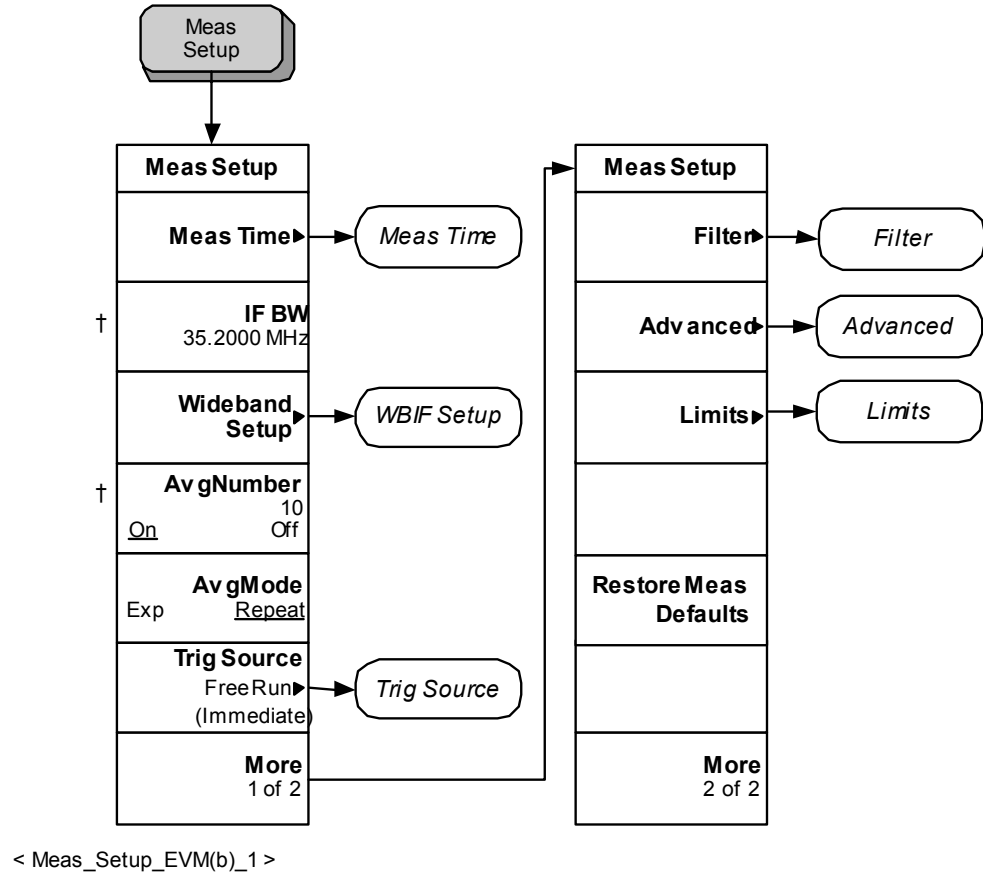 Meas
Setup
Meas Setup
Meas Time
Meas Time
†
IF BW
35.2000 MHz
Wideband
Setup
WBIF Setup
†
AvgNumber
10
On Off
AvgMode
Exp Repeat
Trig Source
FreeRun
(Immediate)
Trig Source
More
1 of 2
Meas Setup
Filter
Filter
Advanced
Advanced
Limits
Limits
Restore Meas
Defaults
More
2 of 2
< Meas_Setup_EVM(b)_1 >